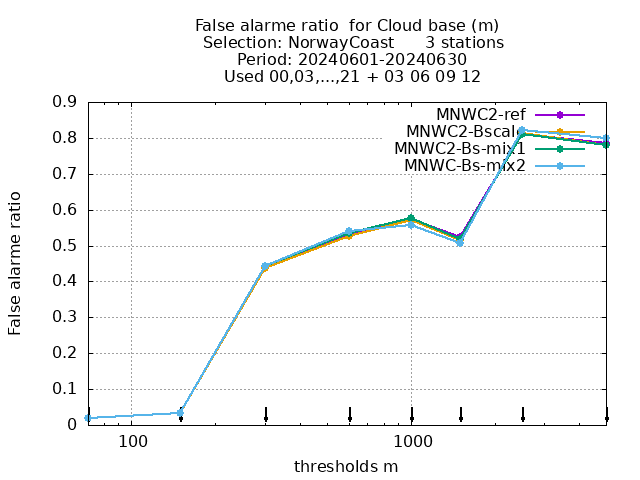 False alarme ratio  for Cloud base (m)
Selection: NorwayCoast      3 stations
Period: 20240601-20240630
Used 00,03,...,21 + 03 06 09 12
MNWC2-ref
MNWC2-Bscale
MNWC2-Bs-mix1
MNWC-Bs-mix2
False alarme ratio
0.9
0.8
0.7
0.6
0.5
0.4
0.3
0.2
0.1
0
100
1000
thresholds m